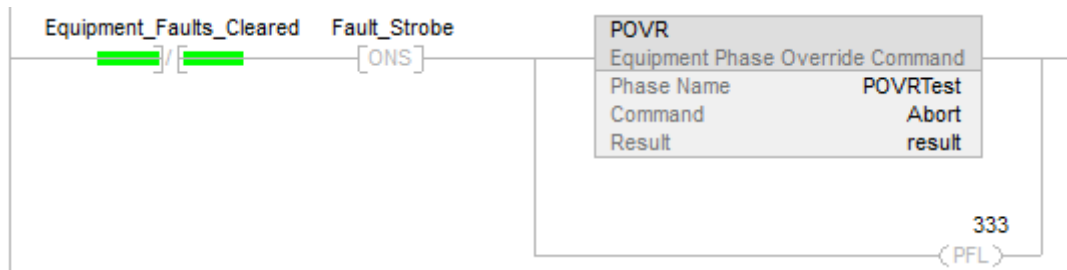 Equipment_Faults_Cleared Fault_Strobe
/ ONS
POVR
Equipment Phase Override Command
Phase Name POVRTest
Command Abort
Result result
333
PFL